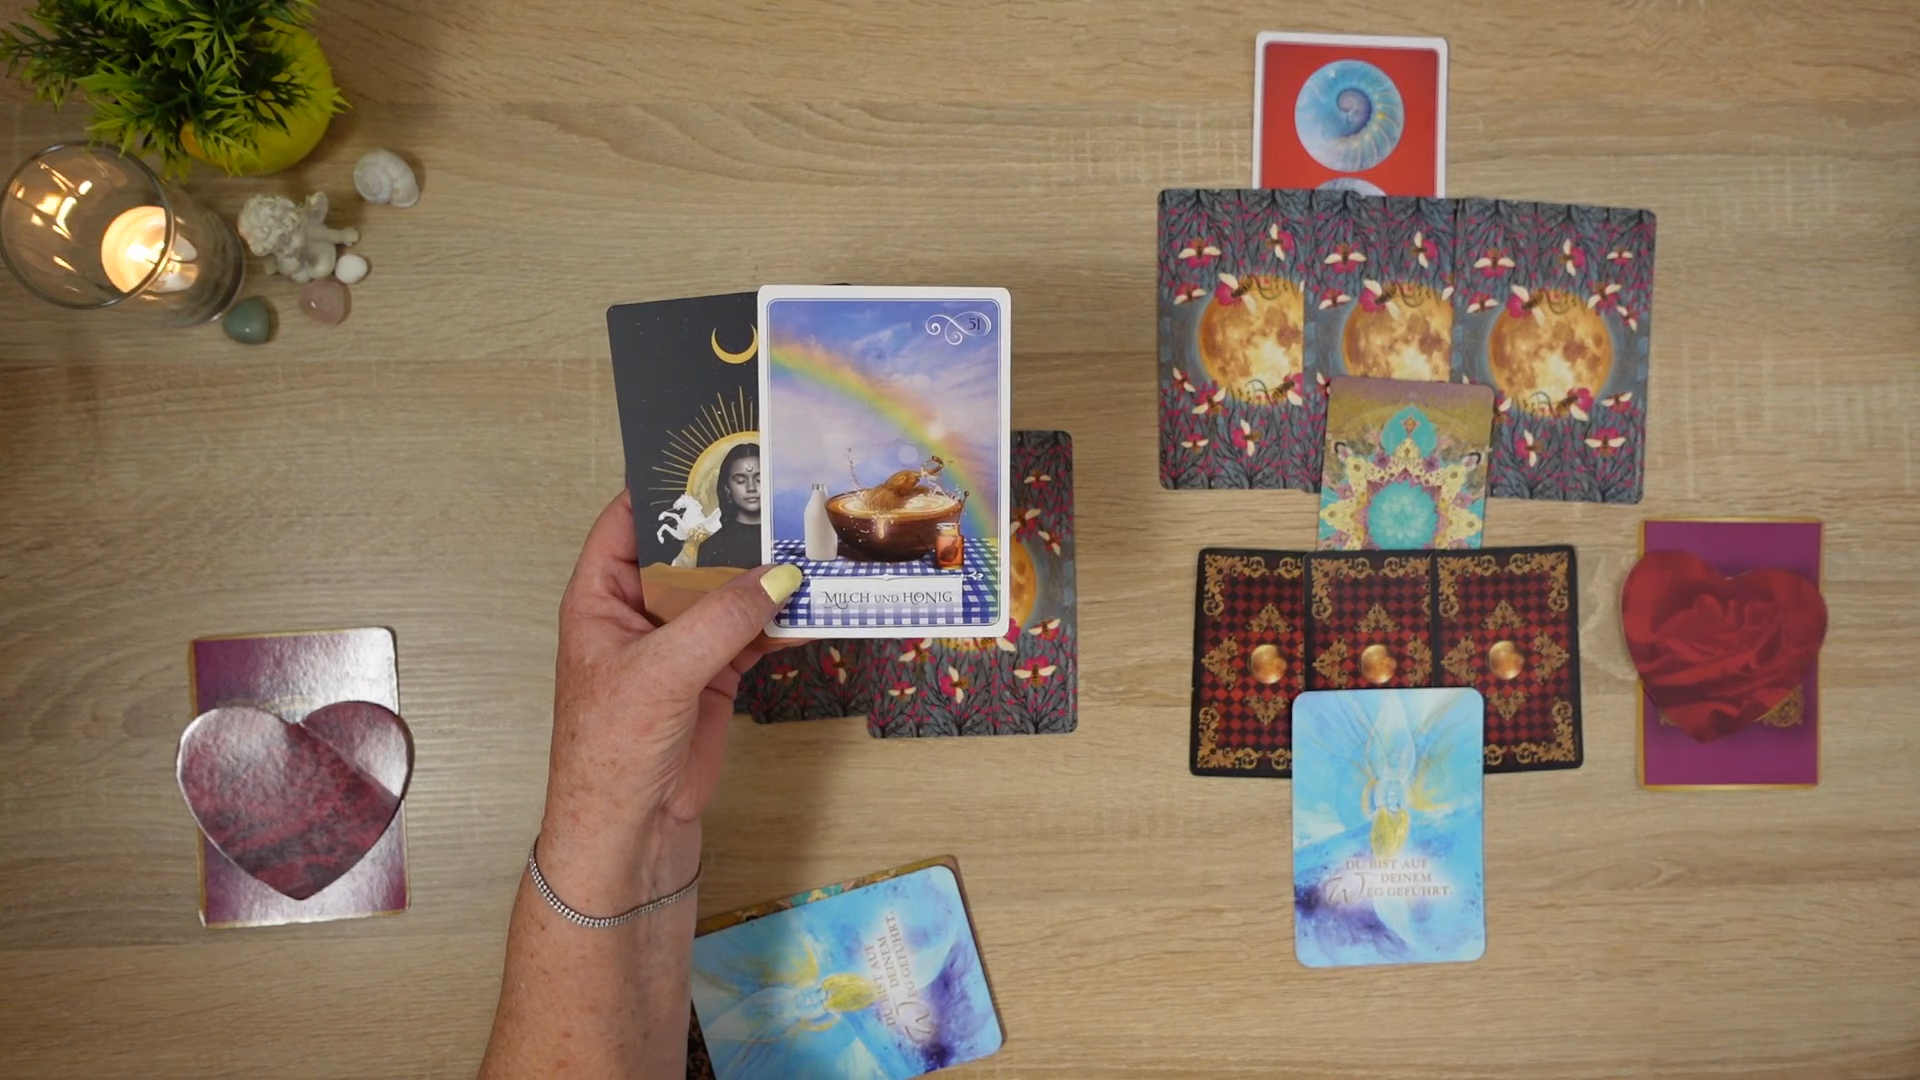 51
MILCH UND HONIG
DU BIST AUF
DEINEM
WEG GEFÜHRT.
DU BIST AUF
DEINEM
WEG GEFÜHRT.